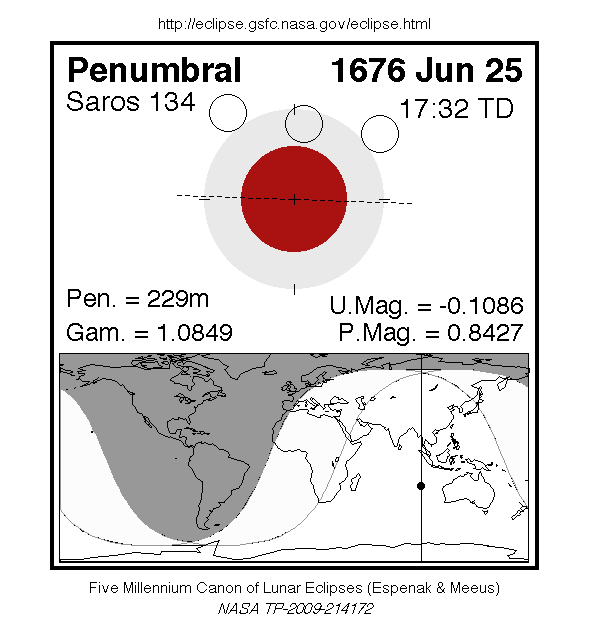 http://eclipse.gsfc.nasa.gov/eclipse.html
Penumbral 1676 Jun 25
Saros 134 17:32 TD
Pen. = 229m U.Mag. = -0.1086
Gam. = 1.0849 P.Mag. = 0.8427
Five Millennium Canon of Lunar Eclipses (Espenak & Meeus)
NASA TP-2009-214172